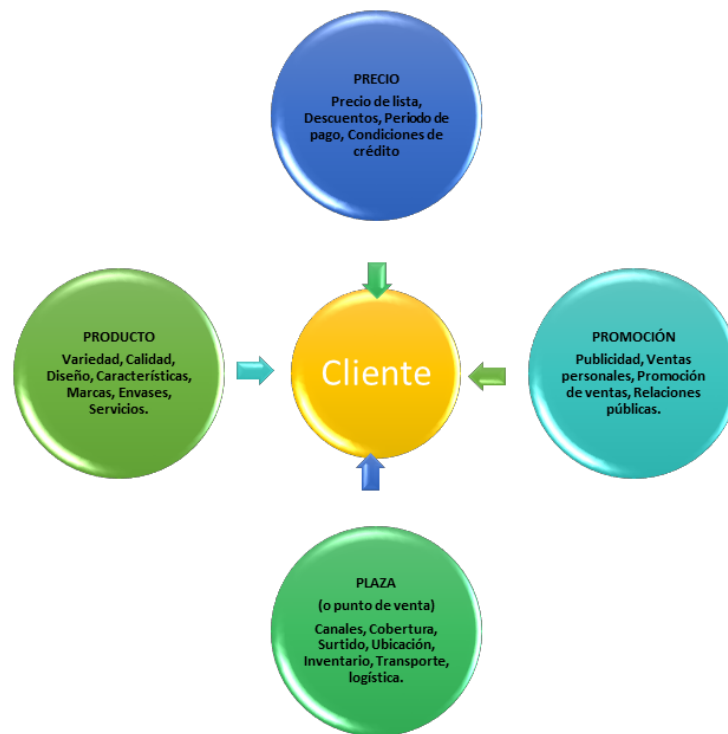 PRECIO
Precio de lista,
Descuentos, Periodo de
pago, Condiciones de
crédito
PRODUCTO
Variedad, Calidad,
Diseño, Características,
Marcas, Envases,
Servicios.
Cliente
PROMOCIÓN
Publicidad, Ventas
personales, Promoción
de ventas, Relaciones
públicas.
PLAZA
(o punto de venta)
Canales, Cobertura,
Surtido, Ubicación,
Inventario, Transporte,
logística.